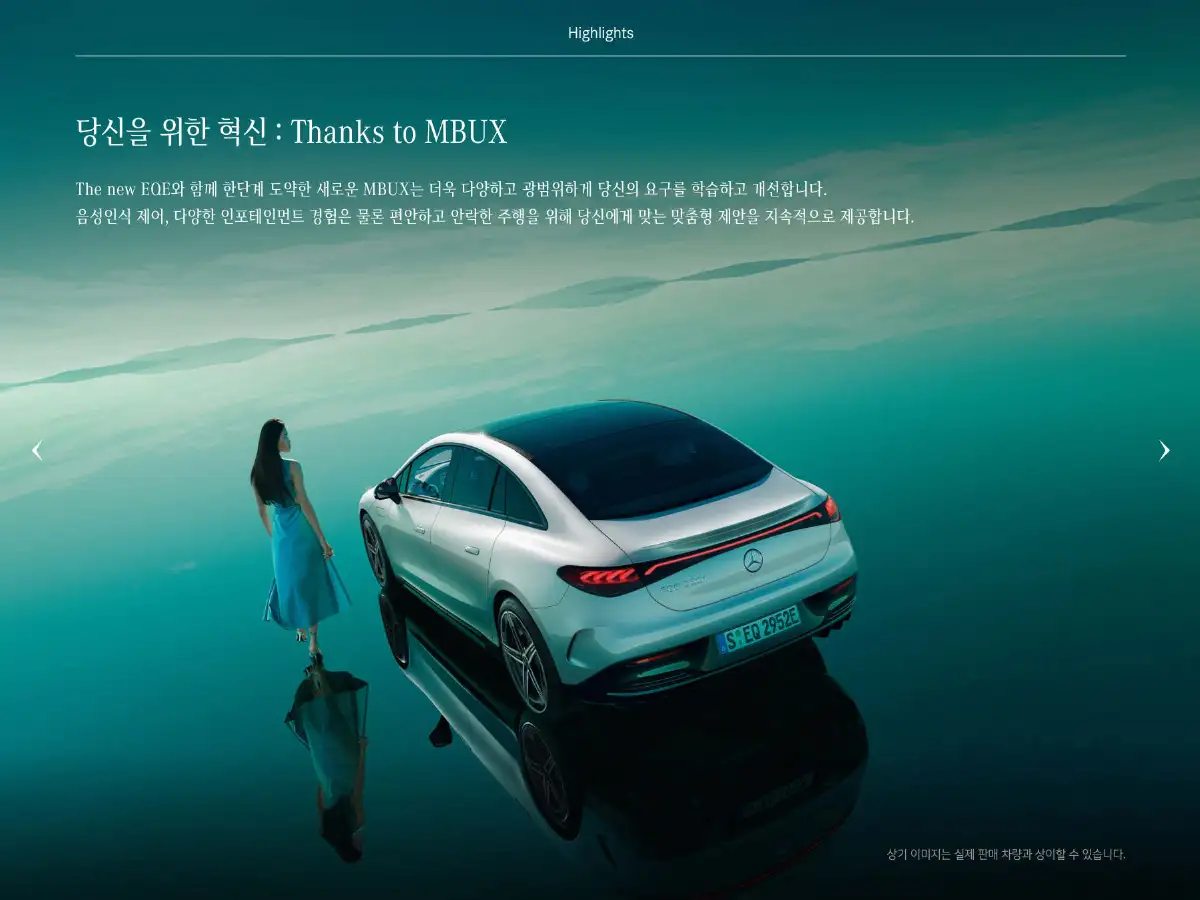 Highlights
당신을 위한 혁신 : Thanks to MBUX
The new EQE와 함께 한단계 도약한 새로운 MBUX는 더욱 다양하고 광범위하게 당신의 요구를 학습하고 개선합니다.
음성인식 제어, 다양한 인포테인먼트 경험은 물론 편안하고 안락한 주행을 위해 당신에게 맞는 맞춤형 제안을 지속적으로 제공합니다.
S EQ 2952E
상기 이미지는 실제 판매 차량과 상이할 수 있습니다.